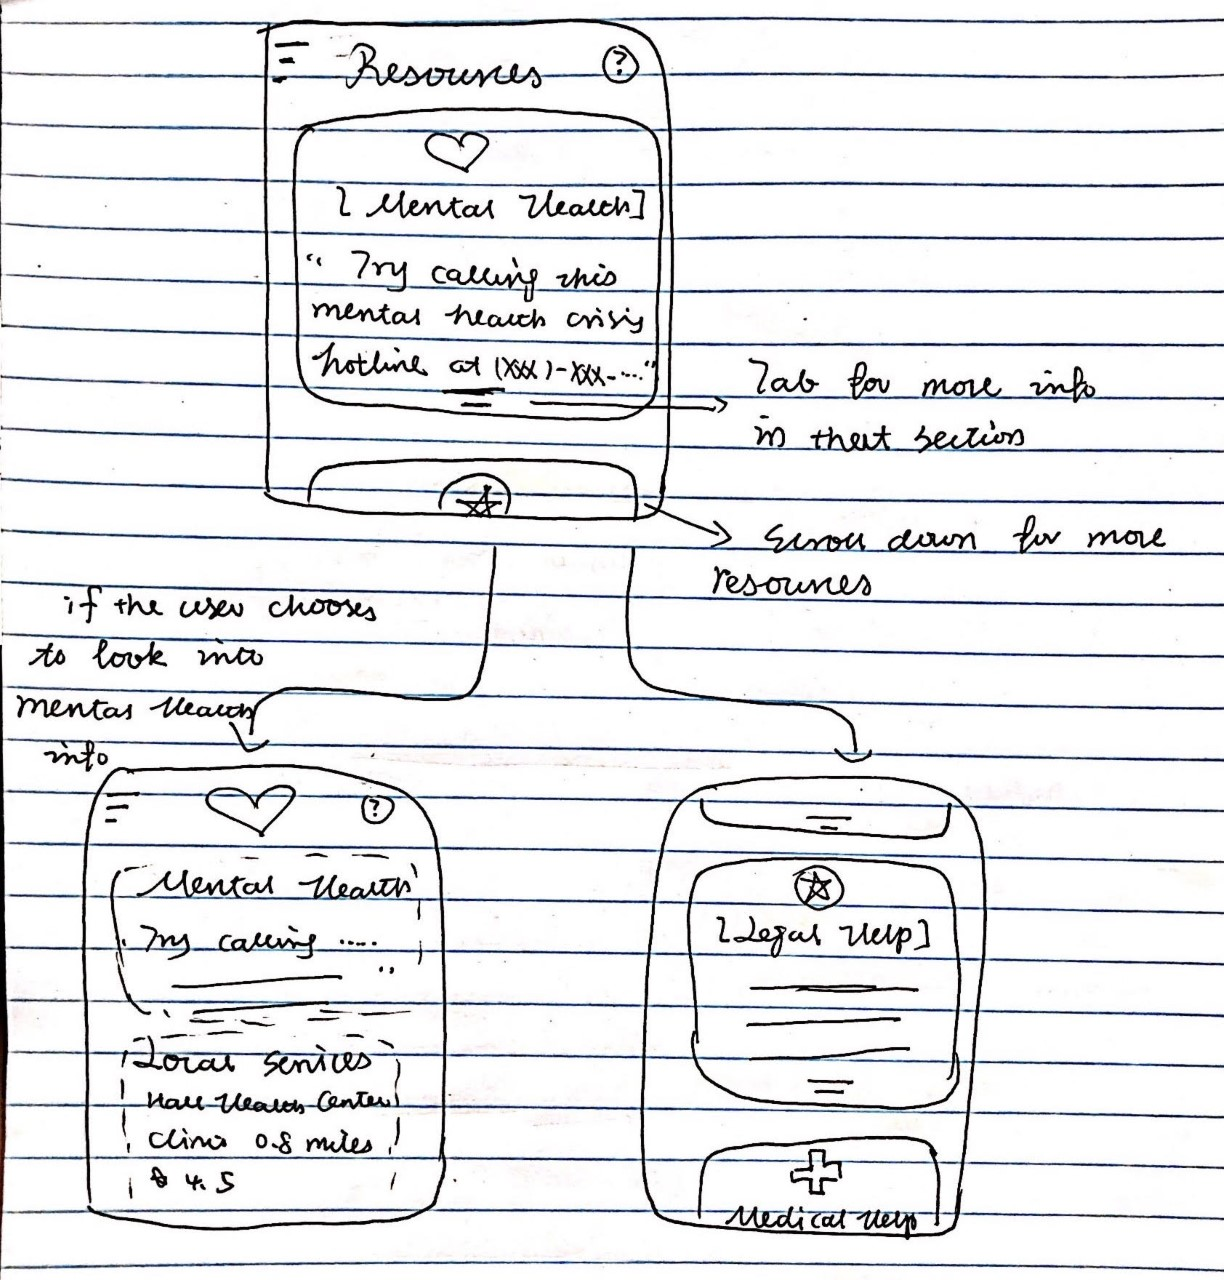 Resources ?
[Mental Health]
" Try calling this
mental health crisis
hotline at (XXX)-XXX-...."
Tab for more info
in that section
Scroll down for more
resources
if the user chooses
to look into
mental health
info
?
Mental Health
Try calling .....
Local services
Hall Health Center
Clinic 0.8 miles
4.5
[Legal Help]
Medical Help